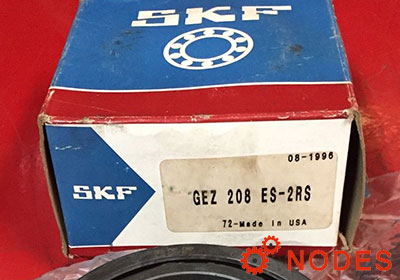 SKF
08-1996
GEZ 208 ES-2RS
SKF
72-Made in USA
NODES